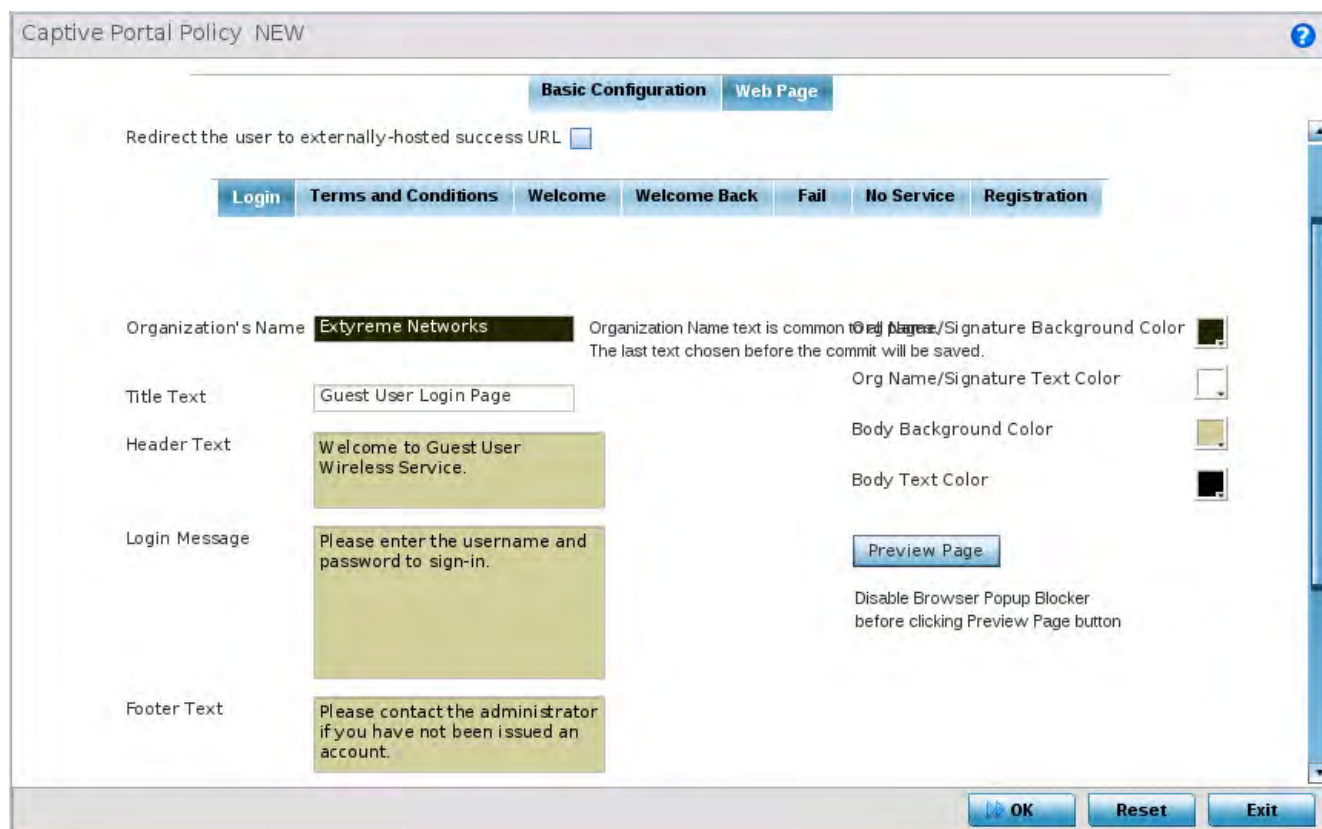 Captive Portal Policy NEW
?
Basic Configuration Web Page
Redirect the user to externally-hosted success URL
Login Terms and Conditions Welcome Welcome Back Fail No Service Registration
Organization's Name Extyreme Networks
Organization Name text is common to all pages.
The last text chosen before the commit will be saved.
Org Name/Signature Background Color
Org Name/Signature Text Color
Title Text Guest User Login Page
Body Background Color
Header Text
Welcome to Guest User
Wireless Service.
Body Text Color
Login Message
Please enter the username and
password to sign-in.
Preview Page
Disable Browser Popup Blocker
before clicking Preview Page button
Footer Text
Please contact the administrator
if you have not been issued an
account.
OK Reset Exit